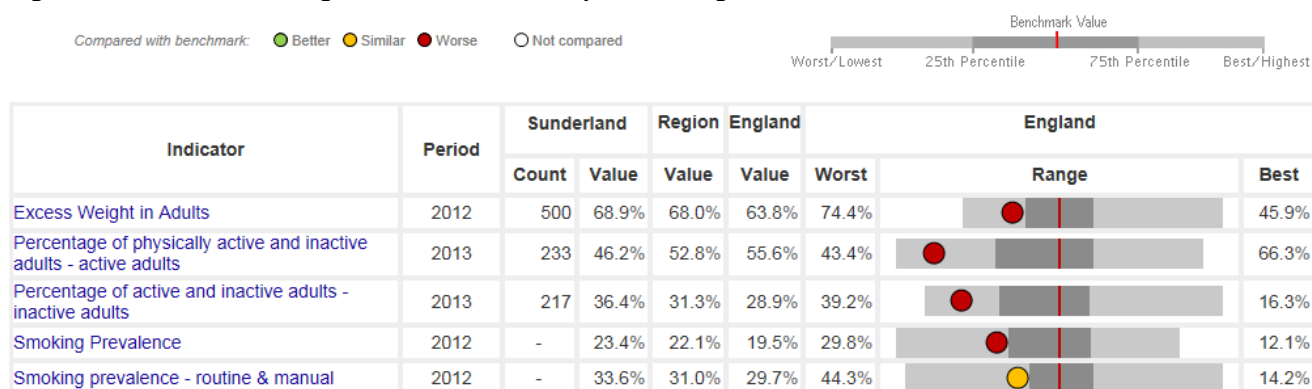 Benchmark Value
Compared with benchmark: Better Similar Worse Not compared
Worst/Lowest 25th Percentile 75th Percentile Best/Highest
Indicator Period Sunderland Region England England
Count Value Value Value Worst Range Best
Excess Weight in Adults 2012 500 68.9% 68.0% 63.8% 74.4% 45.9%
Percentage of physically active and inactive
adults - active adults 2013 233 46.2% 52.8% 55.6% 43.4% 66.3%
Percentage of active and inactive adults -
inactive adults 2013 217 36.4% 31.3% 28.9% 39.2% 16.3%
Smoking Prevalence 2012 - 23.4% 22.1% 19.5% 29.8% 12.1%
Smoking prevalence - routine & manual 2012 - 33.6% 31.0% 29.7% 44.3% 14.2%